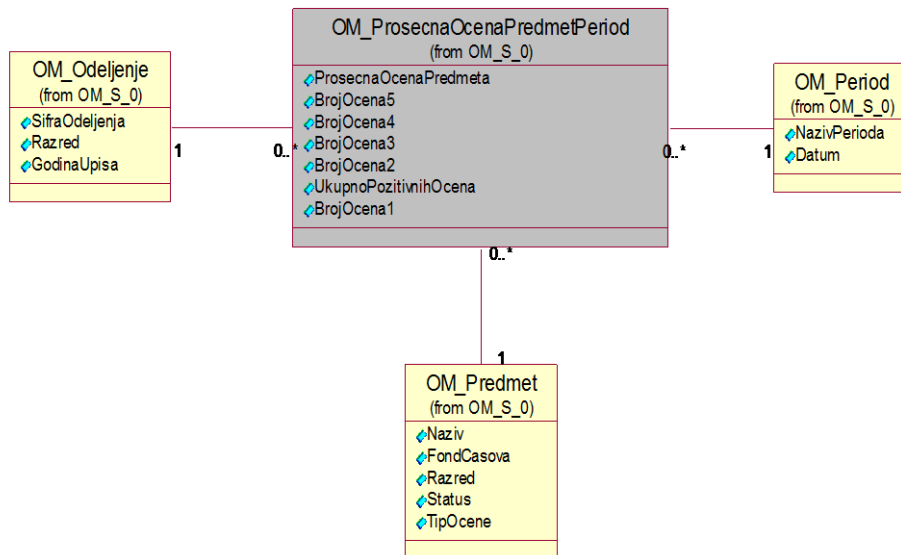 OM_ProsecnaOcenaPredmetPeriod
(from OM_S_0)
ProsecnaOcenaPredmeta
BrojOcena5
BrojOcena4
BrojOcena3
BrojOcena2
UkupnoPozitivnihOcena
BrojOcena1
OM_Odeljenje
(from OM_S_0)
SifraOdeljenja
Razred
GodinaUpisa
1
0..*
OM_Period
(from OM_S_0)
NazivPerioda
Datum
0..*
1
0..*
1
OM_Predmet
(from OM_S_0)
Naziv
FondCasova
Razred
Status
TipOcene